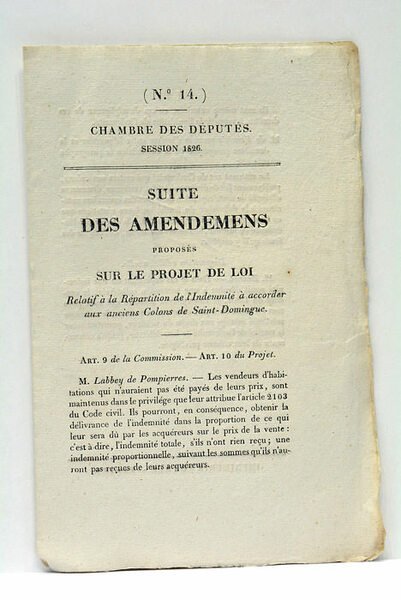 ( N.º 14. )
CHAMBRE DES DÉPUTÉS.
SESSION 1826.
SUITE
DES AMENDEMENS
PROPOSÉS
SUR LE PROJET DE LOI
Relatif à la Répartition de l'Indemnité à accorder
aux anciens Colons de Saint-Domingue.
ART. 9 de la Commission. — ART. 10 du Projet.
M. Labbey de Pompierres. — Les vendeurs d'habi-
tations qui n'auraient pas été payés de leurs prix, sont
maintenus dans le privilége que leur attribue l'article 2103
du Code civil. Ils pourront, en conséquence, obtenir la
délivrance de l'indemnité dans la proportion de ce qui
leur sera dû par les acquéreurs sur le prix de la vente :
c'est à dire, l'indemnité totale, s'ils n'ont rien reçu; une
indemnité proportionnelle, suivant les sommes qu'ils n'au-
ront pas reçues de leurs acquéreurs.